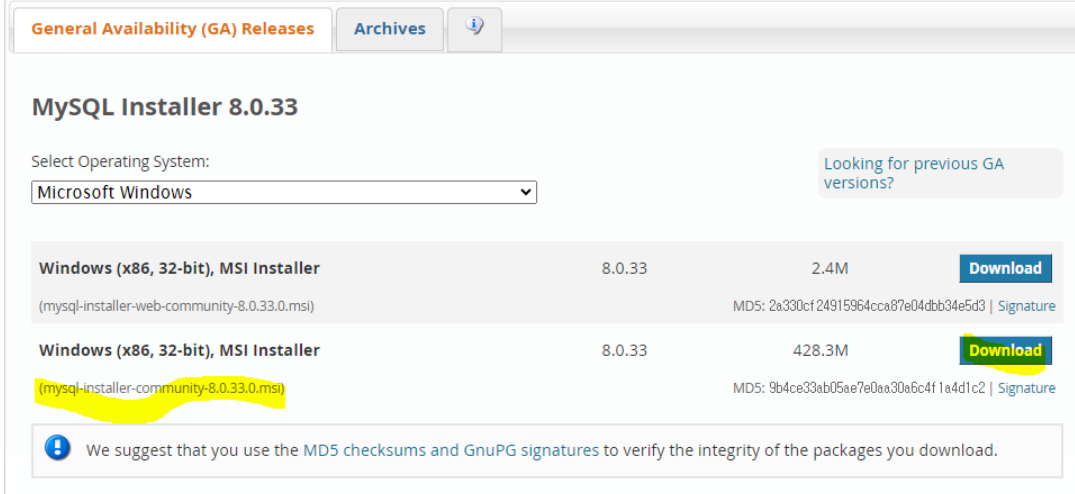 General Availability (GA) Releases Archives
MySQL Installer 8.0.33
Select Operating System:
Looking for previous GA
versions?
Microsoft Windows
Windows (x86, 32-bit), MSI Installer 8.0.33 2.4M Download
(mysql-installer-web-community-8.0.33.0.msi) MD5: 2a330cf24915964cca87e04dbb34e5d3 | Signature
Windows (x86, 32-bit), MSI Installer 8.0.33 428.3M Download
(mysql-installer-community-8.0.33.0.msi) MD5: 9b4ce33ab05ae7e0aa30a6c4f1a4d1c2 | Signature
We suggest that you use the MD5 checksums and GnuPG signatures to verify the integrity of the packages you download.